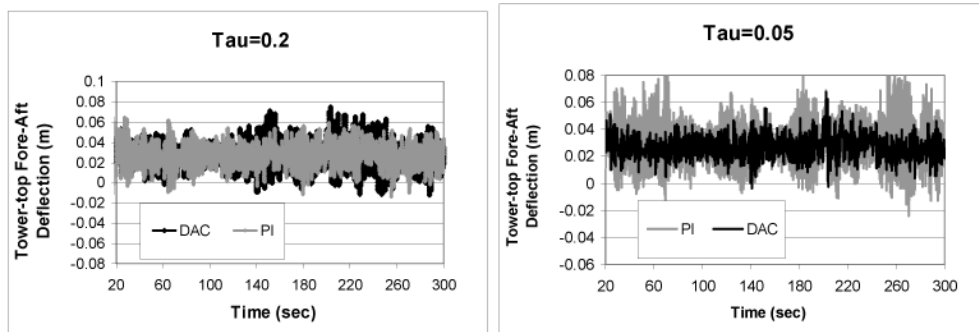 Tau=0.2
Tower-top Fore-Aft
Deflection (m)
0.1
0.08
0.06
0.04
0.02
0
-0.02
-0.04
-0.06
-0.08
DAC
PI
20 60 100 140 180 220 260 300
Time (sec)
Tau=0.05
Tower-top Fore-Aft
Deflection (m)
0.08
0.06
0.04
0.02
0
-0.02
-0.04
-0.06
PI
DAC
20 60 100 140 180 220 260 300
Time (sec)